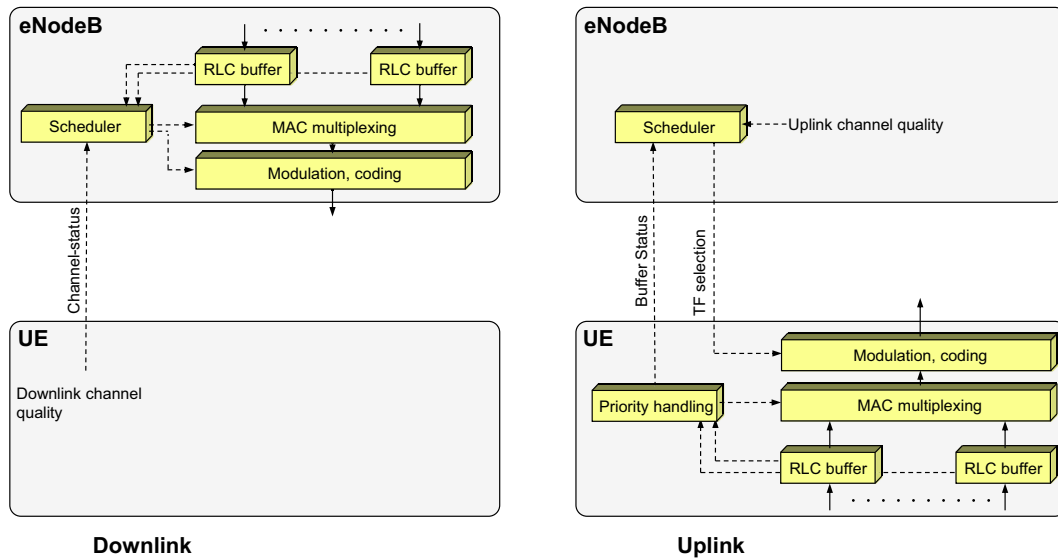 eNodeB
RLC buffer
RLC buffer
Scheduler
MAC multiplexing
Modulation, coding
Channel-status
UE
Downlink channel
quality
Downlink
eNodeB
Scheduler
Uplink channel quality
Buffer Status
TF selection
UE
Modulation, coding
Priority handling
MAC multiplexing
RLC buffer
RLC buffer
Uplink